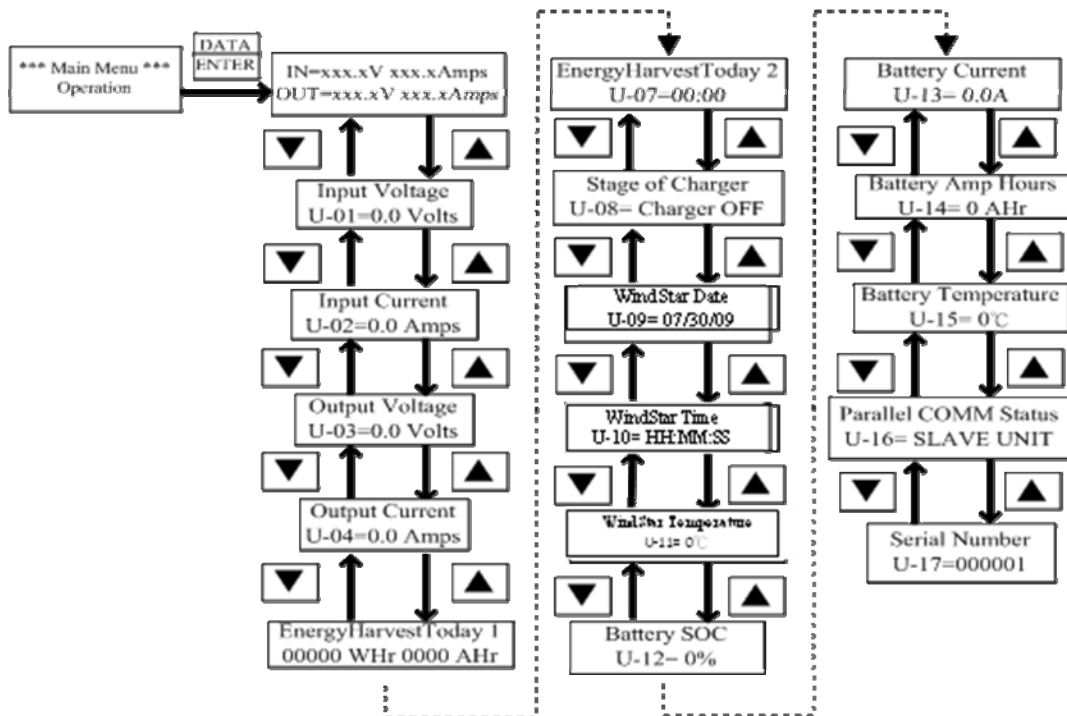 *** Main Menu ***
Operation
DATA
ENTER
IN=xxx.xV xxx.xAmps
OUT=xxx.xV xxx.xAmps
Input Voltage
U-01=0.0 Volts
Input Current
U-02=0.0 Amps
Output Voltage
U-03=0.0 Volts
Output Current
U-04=0.0 Amps
EnergyHarvestToday 1
00000 WHr 0000 AHr
EnergyHarvestToday 2
U-07=00:00
Stage of Charger
U-08= Charger OFF
WindStar Date
U-09= 07/30/09
WindStar Time
U-10= HH:MM:SS
WindStar Temperature
U-11= 0℃
Battery SOC
U-12= 0%
Battery Current
U-13= 0.0A
Battery Amp Hours
U-14= 0 AHr
Battery Temperature
U-15= 0℃
Parallel COMM Status
U-16= SLAVE UNIT
Serial Number
U-17=000001